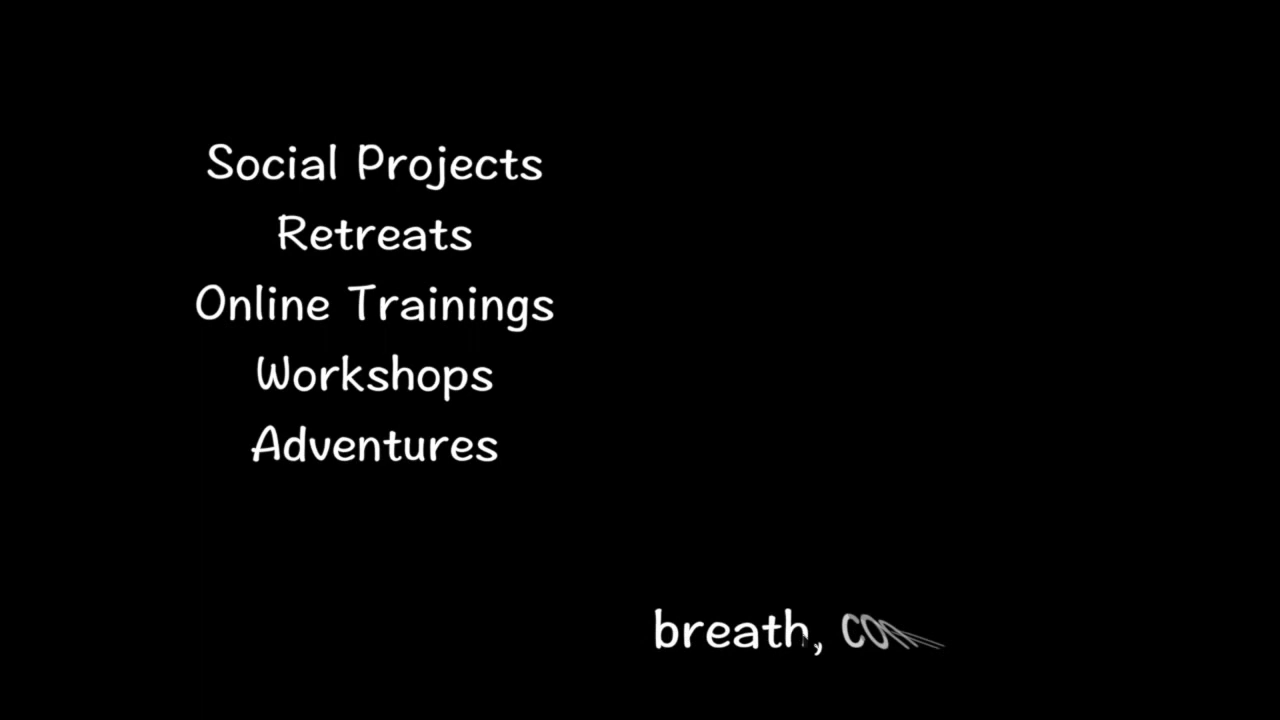 Social Projects
Retreats
Online Trainings
Workshops
Adventures
breath,